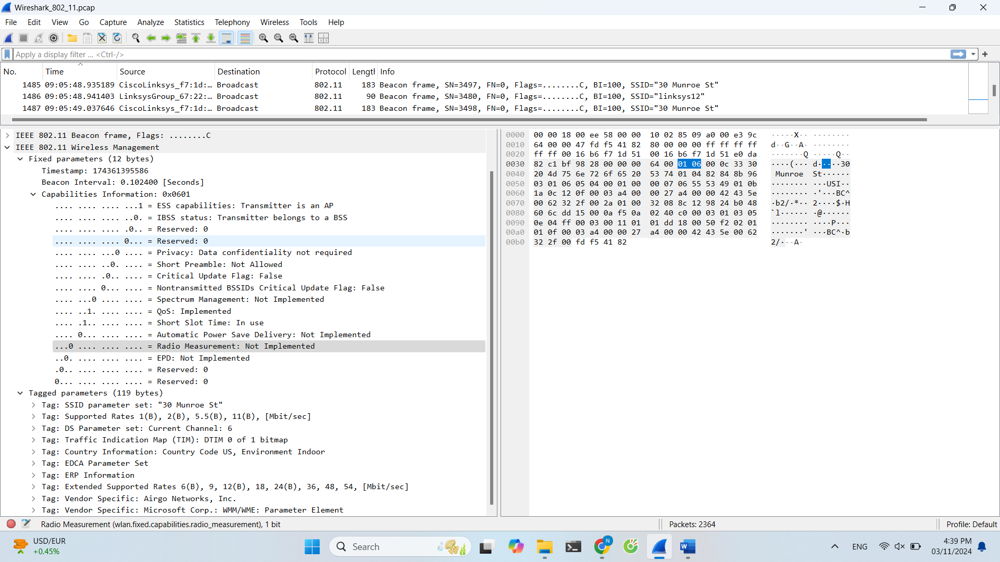 Wireshark_802_11.pcap
File Edit View Go Capture Analyze Statistics Telephony Wireless Tools Help
Apply a display filter ... <Ctrl-/>
No. Time Source Destination Protocol Length Info
1485 09:05:48.935189 CiscoLinksys_f7:1d:… Broadcast 802.11 183 Beacon frame, SN=3497, FN=0, Flags=........C, BI=100, SSID="30 Munroe St"
1486 09:05:48.941403 LinksysGroup_67:22:… Broadcast 802.11 90 Beacon frame, SN=3480, FN=0, Flags=........C, BI=100, SSID="linksys12"
1487 09:05:49.037646 CiscoLinksys_f7:1d:… Broadcast 802.11 183 Beacon frame, SN=3498, FN=0, Flags=........C, BI=100, SSID="30 Munroe St"
IEEE 802.11 Beacon frame, Flags: ........C
IEEE 802.11 Wireless Management
Fixed parameters (12 bytes)
Timestamp: 174361395586
Beacon Interval: 0.102400 [Seconds]
Capabilities Information: 0x0601
.... .... .... ...1 = ESS capabilities: Transmitter is an AP
.... .... .... ..0. = IBSS status: Transmitter belongs to a BSS
.... .... .... .0.. = Reserved: 0
.... .... .... 0... = Reserved: 0
.... .... ...0 .... = Privacy: Data confidentiality not required
.... .... ..0. .... = Short Preamble: Not Allowed
.... .... .0.. .... = Critical Update Flag: False
.... .... 0... .... = Nontransmitted BSSIDs Critical Update Flag: False
.... ...0 .... .... = Spectrum Management: Not Implemented
.... ..1. .... .... = QoS: Implemented
.... .1.. .... .... = Short Slot Time: In use
.... 0... .... .... = Automatic Power Save Delivery: Not Implemented
...0 .... .... .... = Radio Measurement: Not Implemented
..0. .... .... .... = EPD: Not Implemented
.0.. .... .... .... = Reserved: 0
0... .... .... .... = Reserved: 0
Tagged parameters (119 bytes)
Tag: SSID parameter set: "30 Munroe St"
Tag: Supported Rates 1(B), 2(B), 5.5(B), 11(B), [Mbit/sec]
Tag: DS Parameter set: Current Channel: 6
Tag: Traffic Indication Map (TIM): DTIM 0 of 1 bitmap
Tag: Country Information: Country Code US, Environment Indoor
Tag: EDCA Parameter Set
Tag: ERP Information
Tag: Extended Supported Rates 6(B), 9, 12(B), 18, 24(B), 36, 48, 54, [Mbit/sec]
Tag: Vendor Specific: Airgo Networks, Inc.
Tag: Vendor Specific: Microsoft Corp.: WMM/WME: Parameter Element
0000 00 00 18 00 ee 58 00 00 10 02 85 09 a0 00 e3 9c ·····X·· ········
0010 64 00 00 47 fd f5 41 82 80 00 00 00 ff ff ff ff d··G··A· ········
0020 ff ff 00 16 b6 f7 1d 51 00 16 b6 f7 1d 51 e0 da ·······Q ·····Q··
0030 82 c1 bf 98 28 00 00 00 64 00 01 06 00 0c 33 30 ····(··· d·····30
0040 20 4d 75 6e 72 6f 65 20 53 74 01 04 82 84 8b 96 Munroe St······
0050 03 01 06 05 04 00 01 00 00 07 06 55 53 49 01 0b ········ ···USI··
0060 1a 0c 12 0f 00 03 a4 00 00 27 a4 00 00 42 43 5e ········ ·'···BC^
0070 00 62 32 2f 00 2a 01 00 32 08 8c 12 98 24 b0 48 ·b2/·*·· 2····$·H
0080 60 6c dd 15 00 0a f5 0a 02 40 c0 00 03 01 03 05 `l······ ·@······
0090 0e 04 ff 00 03 00 11 01 01 dd 18 00 50 f2 02 01 ········ ····P···
00a0 01 0f 00 03 a4 00 00 27 a4 00 00 42 43 5e 00 62 ·······' ···BC^·b
00b0 32 2f 00 fd f5 41 82 2/···A·
Radio Measurement (wlan.fixed.capabilities.radio_measurement), 1 bit
Packets: 2364
Profile: Default
USD/EUR
+0.45%
Search
N
W
ENG
4:39 PM
03/11/2024